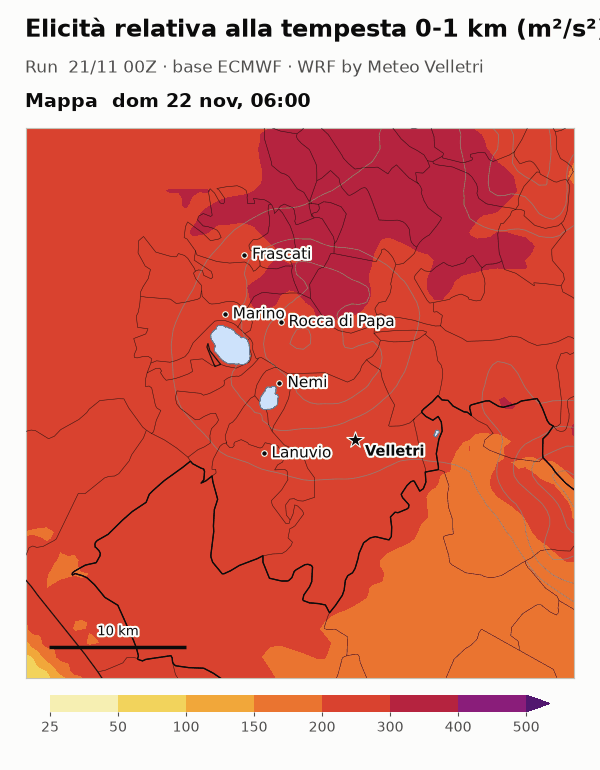 Elicità relativa alla tempesta 0-1 km (m²/s²)
Run 21/11 00Z · base ECMWF · WRF by Meteo Velletri
Mappa dom 22 nov, 06:00
Frascati
Marino
Rocca di Papa
Nemi
Velletri
Lanuvio
10 km
25 50 100 150 200 300 400 500